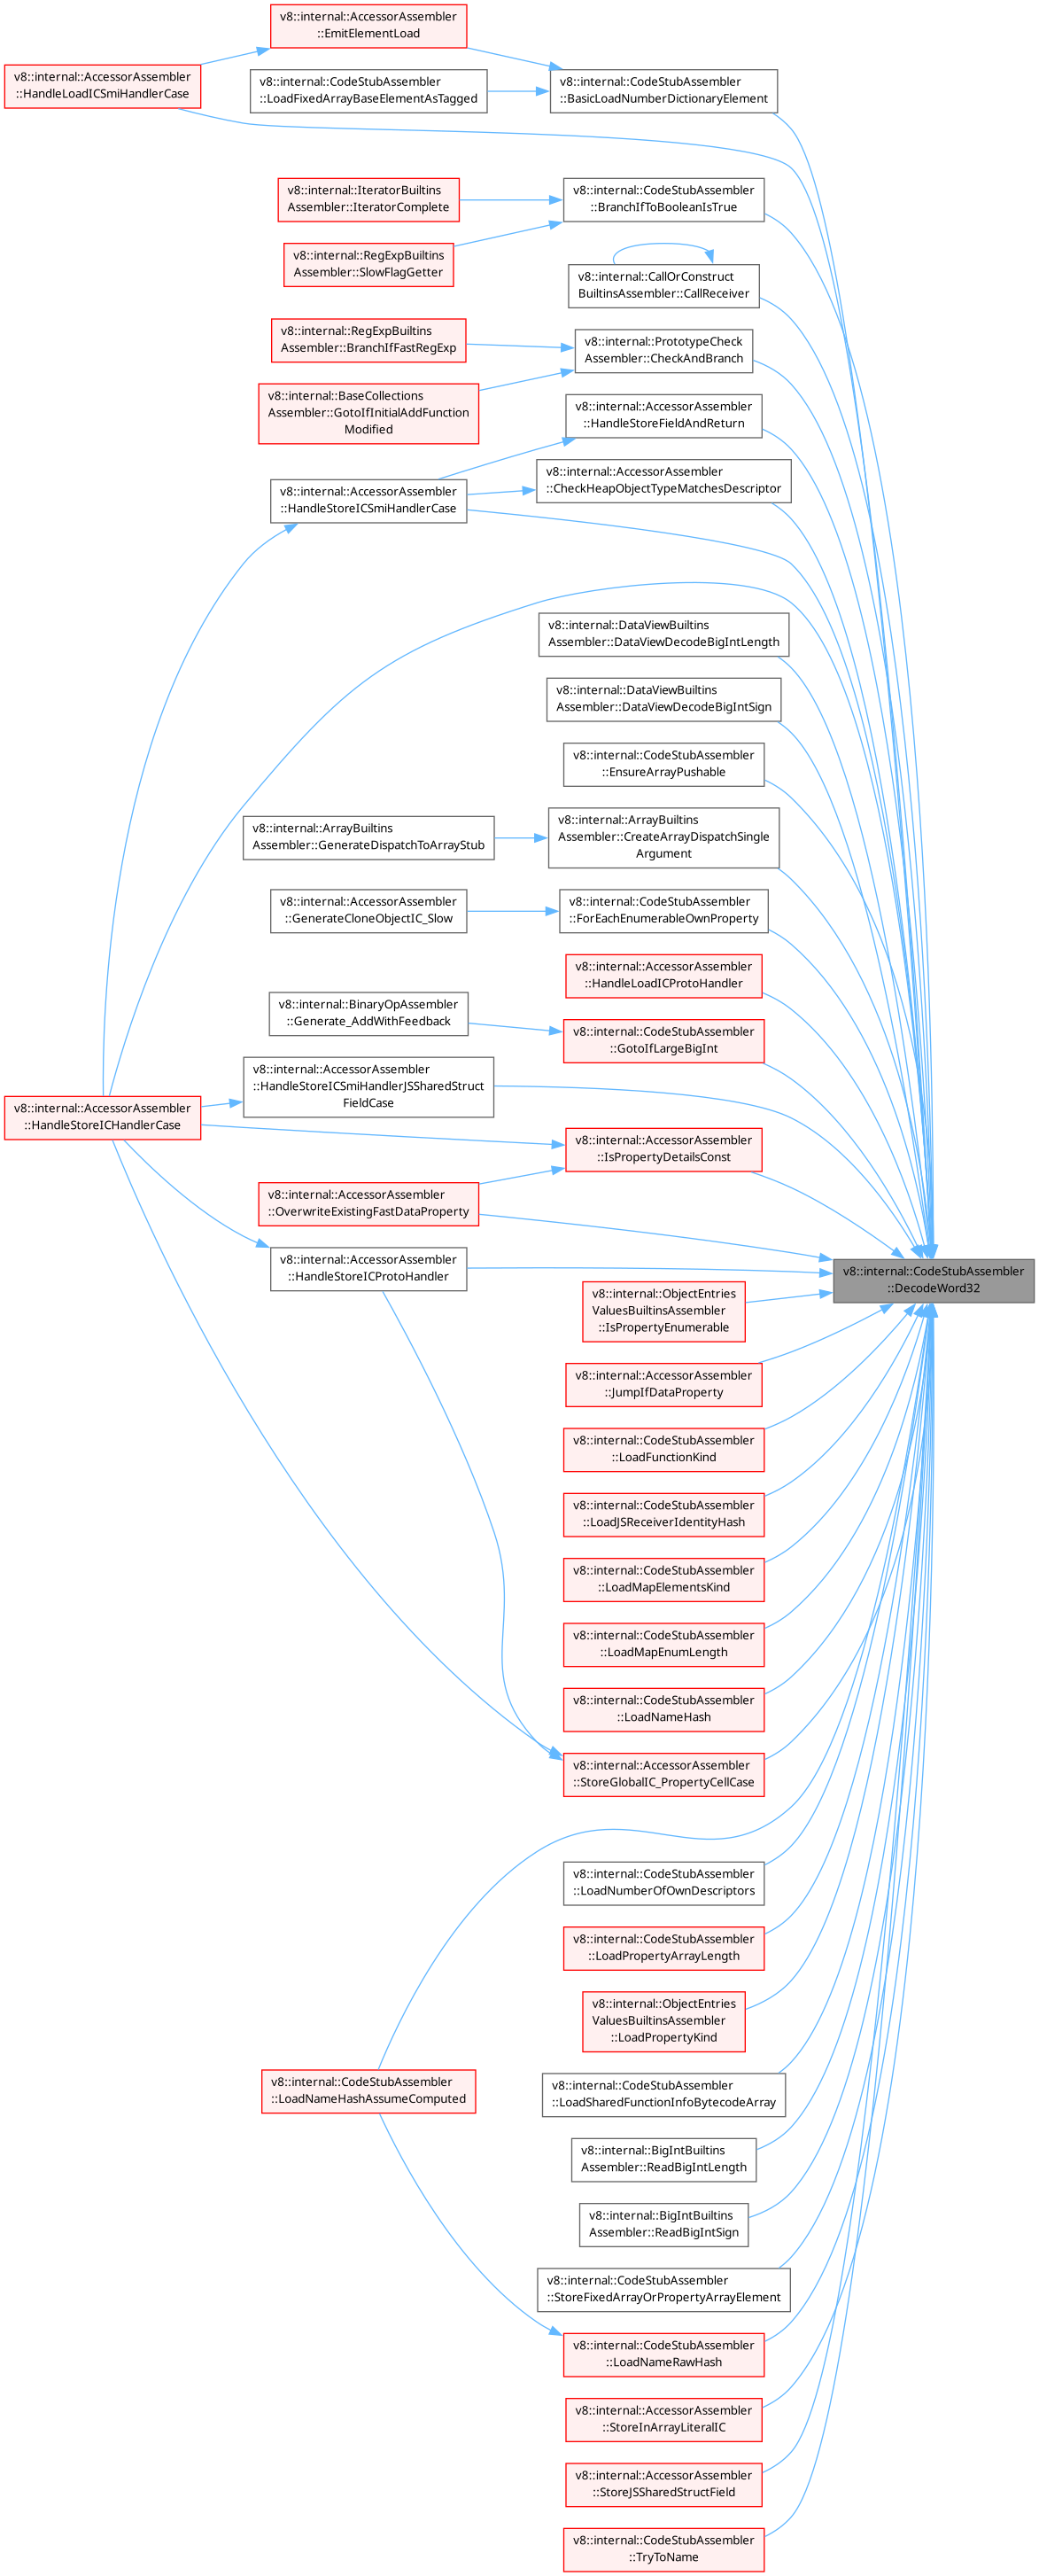 v8::internal::AccessorAssembler
::EmitElementLoad
v8::internal::AccessorAssembler
::HandleLoadICSmiHandlerCase
v8::internal::CodeStubAssembler
::LoadFixedArrayBaseElementAsTagged
v8::internal::CodeStubAssembler
::BasicLoadNumberDictionaryElement
v8::internal::IteratorBuiltins
Assembler::IteratorComplete
v8::internal::CodeStubAssembler
::BranchIfToBooleanIsTrue
v8::internal::RegExpBuiltins
Assembler::SlowFlagGetter
v8::internal::CallOrConstruct
BuiltinsAssembler::CallReceiver
v8::internal::RegExpBuiltins
Assembler::BranchIfFastRegExp
v8::internal::PrototypeCheck
Assembler::CheckAndBranch
v8::internal::BaseCollections
Assembler::GotoIfInitialAddFunction
Modified
v8::internal::AccessorAssembler
::HandleStoreFieldAndReturn
v8::internal::AccessorAssembler
::HandleStoreICSmiHandlerCase
v8::internal::AccessorAssembler
::CheckHeapObjectTypeMatchesDescriptor
v8::internal::DataViewBuiltins
Assembler::DataViewDecodeBigIntLength
v8::internal::DataViewBuiltins
Assembler::DataViewDecodeBigIntSign
v8::internal::CodeStubAssembler
::EnsureArrayPushable
v8::internal::ArrayBuiltins
Assembler::GenerateDispatchToArrayStub
v8::internal::ArrayBuiltins
Assembler::CreateArrayDispatchSingle
Argument
v8::internal::AccessorAssembler
::GenerateCloneObjectIC_Slow
v8::internal::CodeStubAssembler
::ForEachEnumerableOwnProperty
v8::internal::AccessorAssembler
::HandleLoadICProtoHandler
v8::internal::BinaryOpAssembler
::Generate_AddWithFeedback
v8::internal::CodeStubAssembler
::GotoIfLargeBigInt
v8::internal::AccessorAssembler
::HandleStoreICSmiHandlerJSSharedStruct
FieldCase
v8::internal::AccessorAssembler
::HandleStoreICHandlerCase
v8::internal::AccessorAssembler
::IsPropertyDetailsConst
v8::internal::AccessorAssembler
::OverwriteExistingFastDataProperty
v8::internal::AccessorAssembler
::HandleStoreICProtoHandler
v8::internal::CodeStubAssembler
::DecodeWord32
v8::internal::ObjectEntries
ValuesBuiltinsAssembler
::IsPropertyEnumerable
v8::internal::AccessorAssembler
::JumpIfDataProperty
v8::internal::CodeStubAssembler
::LoadFunctionKind
v8::internal::CodeStubAssembler
::LoadJSReceiverIdentityHash
v8::internal::CodeStubAssembler
::LoadMapElementsKind
v8::internal::CodeStubAssembler
::LoadMapEnumLength
v8::internal::CodeStubAssembler
::LoadNameHash
v8::internal::AccessorAssembler
::StoreGlobalIC_PropertyCellCase
v8::internal::CodeStubAssembler
::LoadNumberOfOwnDescriptors
v8::internal::CodeStubAssembler
::LoadPropertyArrayLength
v8::internal::ObjectEntries
ValuesBuiltinsAssembler
::LoadPropertyKind
v8::internal::CodeStubAssembler
::LoadNameHashAssumeComputed
v8::internal::CodeStubAssembler
::LoadSharedFunctionInfoBytecodeArray
v8::internal::BigIntBuiltins
Assembler::ReadBigIntLength
v8::internal::BigIntBuiltins
Assembler::ReadBigIntSign
v8::internal::CodeStubAssembler
::StoreFixedArrayOrPropertyArrayElement
v8::internal::CodeStubAssembler
::LoadNameRawHash
v8::internal::AccessorAssembler
::StoreInArrayLiteralIC
v8::internal::AccessorAssembler
::StoreJSSharedStructField
v8::internal::CodeStubAssembler
::TryToName